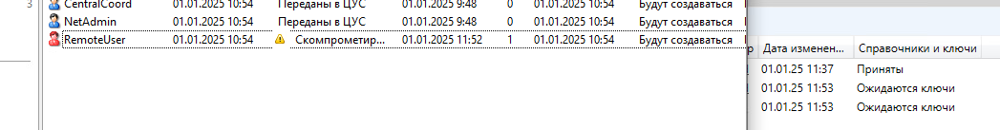 3
CentralCoord 01.01.2025 10:54 Переданы в ЦУС 01.01.2025 9:48 0 01.01.2025 10:54 Будут создаваться
NetAdmin 01.01.2025 10:54 Переданы в ЦУС 01.01.2025 9:48 0 01.01.2025 10:54 Будут создаваться
RemoteUser 01.01.2025 10:54 Скомпрометир... 01.01.2025 11:52 1 01.01.2025 10:54 Будут создаваться
Дата изменен... Справочники и ключи
01.01.25 11:37 Приняты
01.01.25 11:53 Ожидаются ключи
01.01.25 11:53 Ожидаются ключи